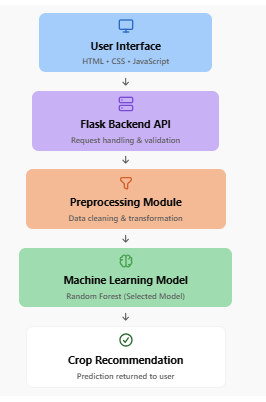 User Interface
HTML • CSS • JavaScript
Flask Backend API
Request handling & validation
Preprocessing Module
Data cleaning & transformation
Machine Learning Model
Random Forest (Selected Model)
Crop Recommendation
Prediction returned to user